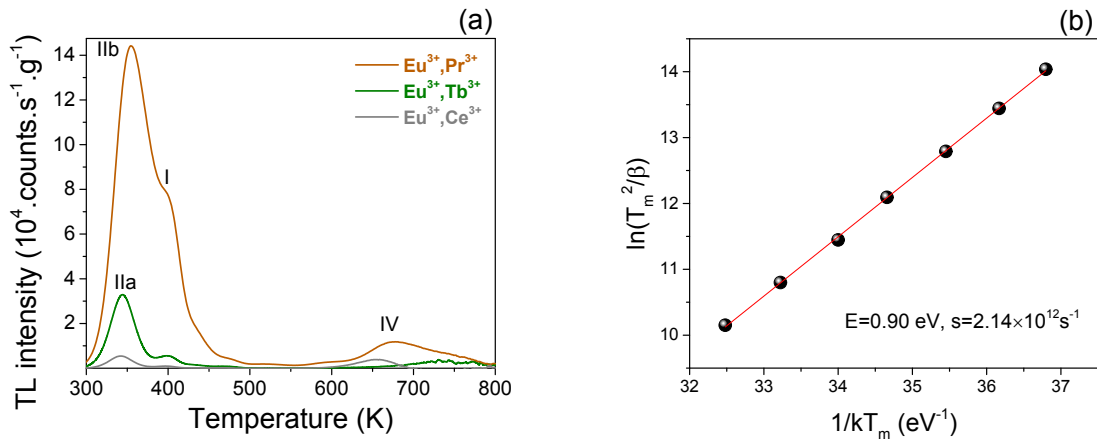 (a)
IIb
14
12
10
8
6
4
2
TL intensity (10⁴.counts.s⁻¹.g⁻¹)
Eu³⁺,Pr³⁺
Eu³⁺,Tb³⁺
Eu³⁺,Ce³⁺
I
IIa
IV
300 400 500 600 700 800
Temperature (K)
(b)
14
13
12
11
10
ln(Tₘ²/β)
E=0.90 eV, s=2.14×10¹²s⁻¹
32 33 34 35 36 37
1/kTₘ (eV⁻¹)